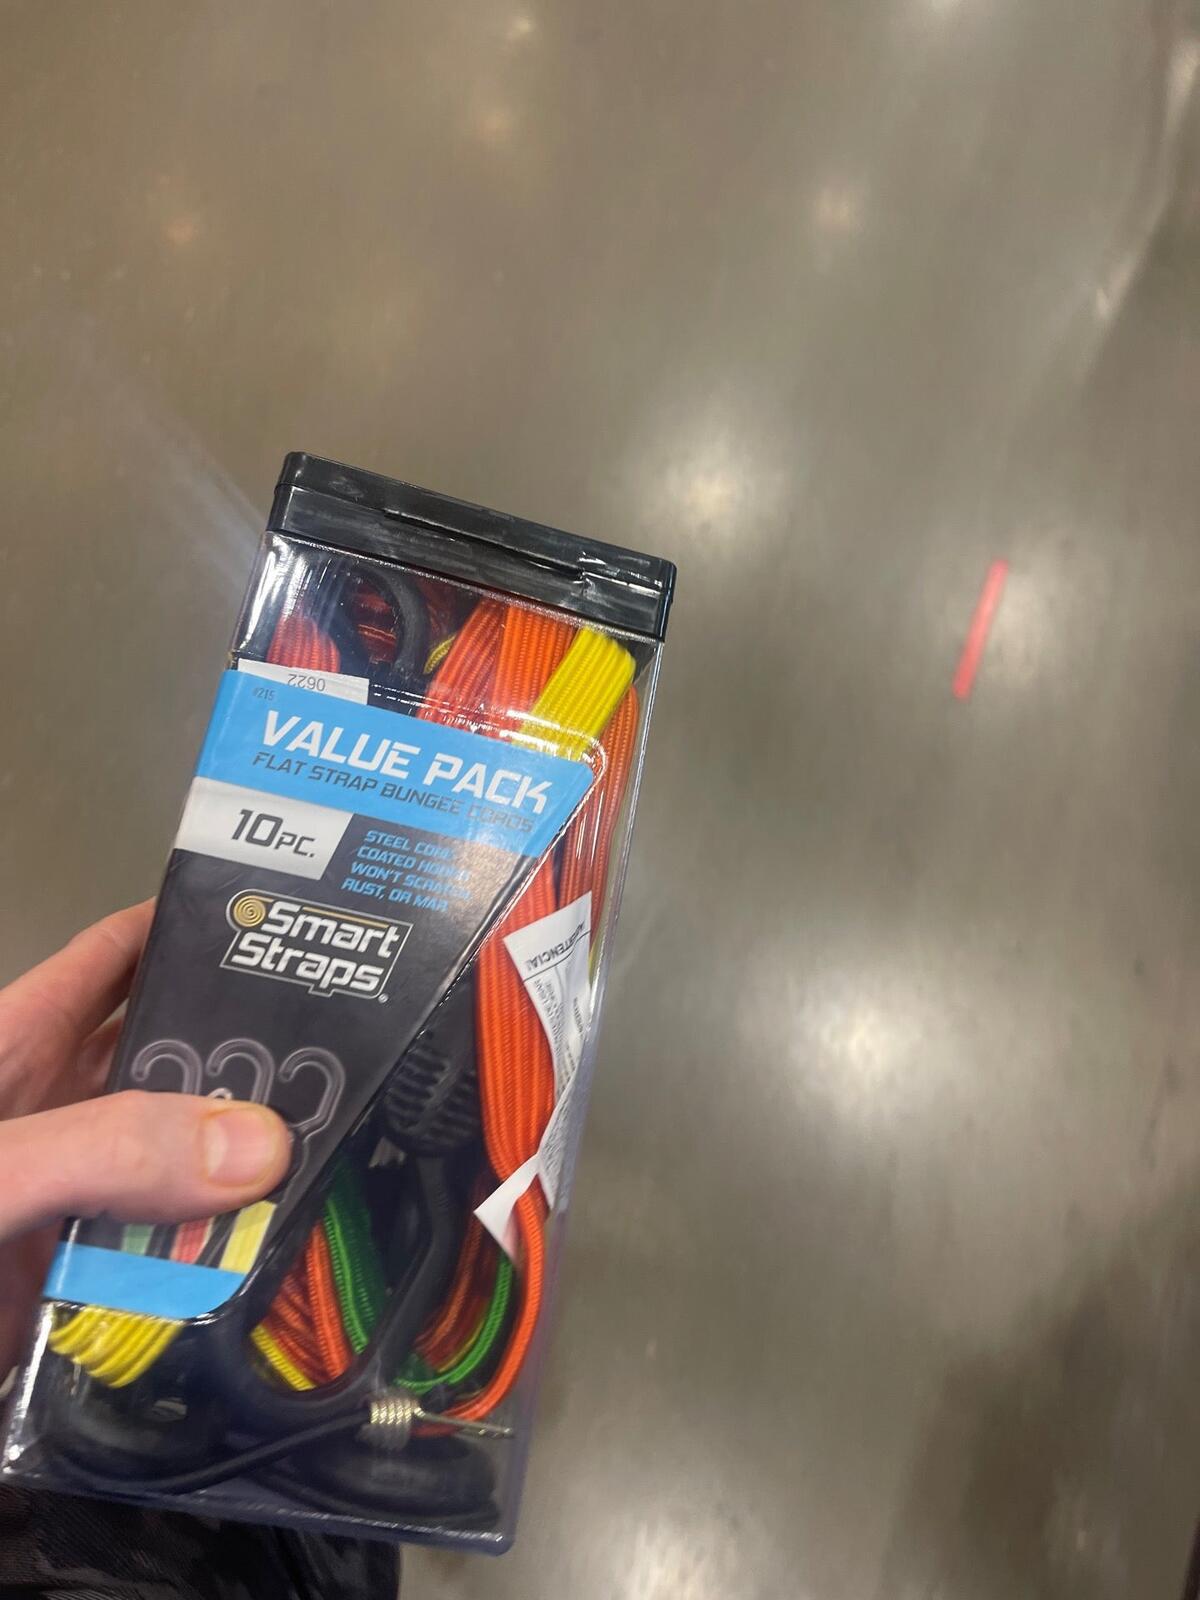 0622
#215
VALUE PACK
FLAT STRAP BUNGEE CORDS
10PC.
STEEL CORE
COATED HOOKS
WON'T SCRATCH,
RUST, OR MAR
Smart
Straps®